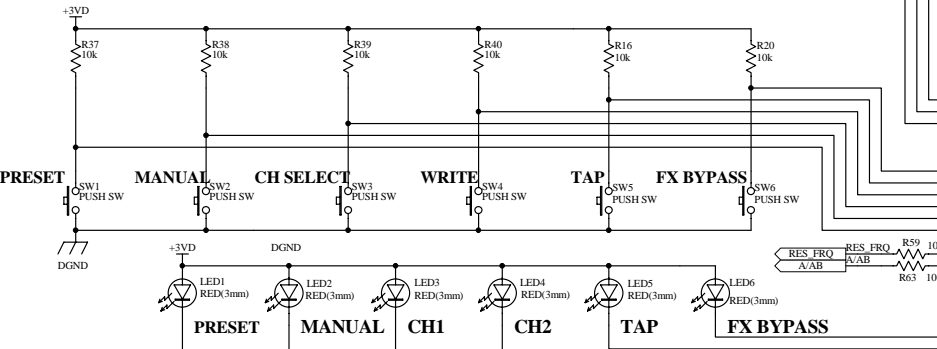 +3VD
R37
10k
R38
10k
R39
10k
R40
10k
R16
10k
R20
10k
PRESET
SW1
PUSH SW
MANUAL
SW2
PUSH SW
CH SELECT
SW3
PUSH SW
WRITE
SW4
PUSH SW
TAP
SW5
PUSH SW
FX BYPASS
SW6
PUSH SW
DGND
+3VD
DGND
RES_FRQ
RES_FRQ
R59
10
A/AB
A/AB
R63
10
LED1
RED(3mm)
LED2
RED(3mm)
LED3
RED(3mm)
LED4
RED(3mm)
LED5
RED(3mm)
LED6
RED(3mm)
PRESET
MANUAL
CH1
CH2
TAP
FX BYPASS